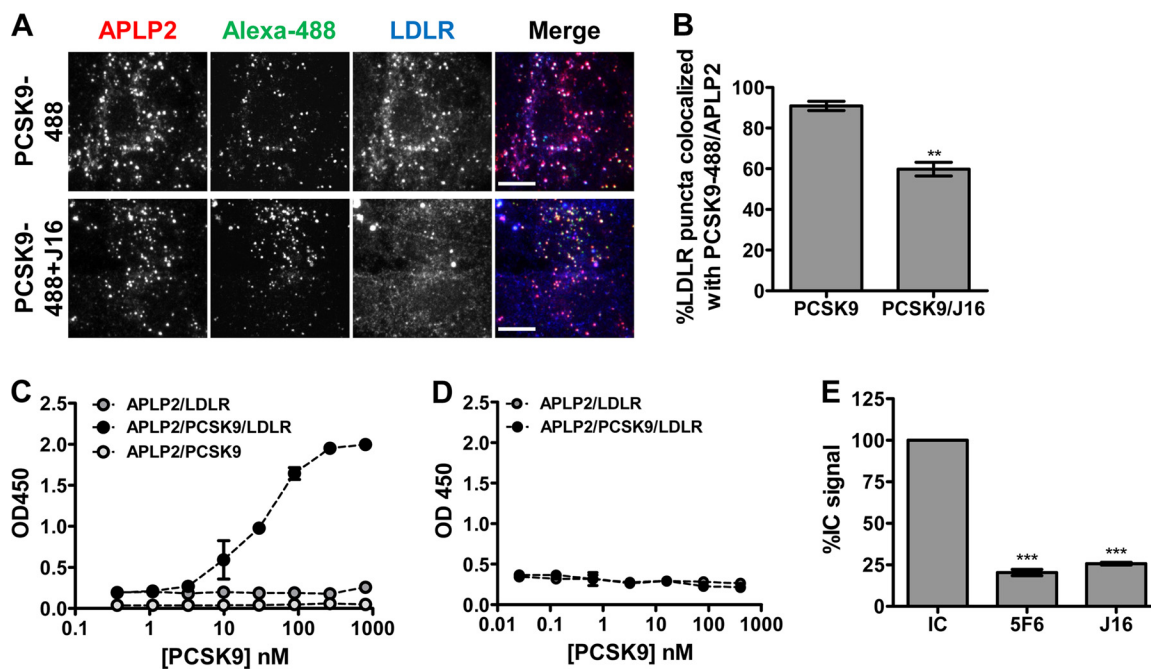 A
APLP2 Alexa-488 LDLR Merge
PCSK9-
488
PCSK9-
488+J16
B
%LDLR puncta colocalized
with PCSK9-488/APLP2
100
80
60
40
20
0
**
PCSK9 PCSK9/J16
C
APLP2/LDLR
APLP2/PCSK9/LDLR
APLP2/PCSK9
OD450
2.5
2.0
1.5
1.0
0.5
0.0
0.1 1 10 100 1000
[PCSK9] nM
D
APLP2/LDLR
APLP2/PCSK9/LDLR
OD 450
2.5
2.0
1.5
1.0
0.5
0.0
0.01 0.1 1 10 100 1000
[PCSK9] nM
E
%IC signal
125
100
75
50
25
0
*** ***
IC 5F6 J16